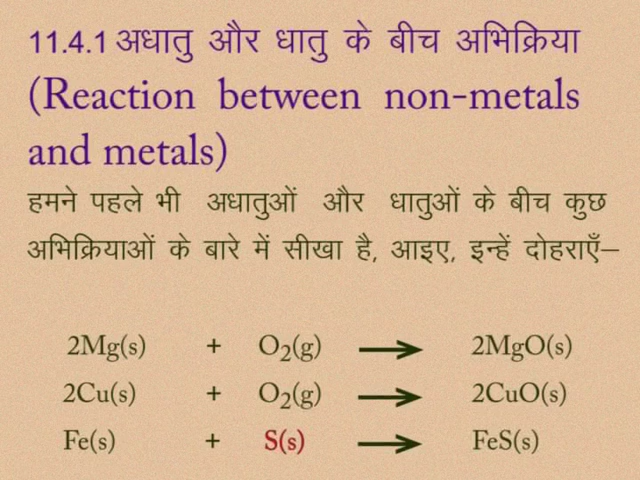 11.4.1 अधातु और धातु के बीच अभिक्रिया
(Reaction between non-metals
and metals)
हमने पहले भी अधातुओं और धातुओं के बीच कुछ
अभिक्रियाओं के बारे में सीखा है, आइए, इन्हें दोहराएँ–
2Mg(s) + O₂(g) ⟶ 2MgO(s)
2Cu(s) + O₂(g) ⟶ 2CuO(s)
Fe(s) + S(s) ⟶ FeS(s)